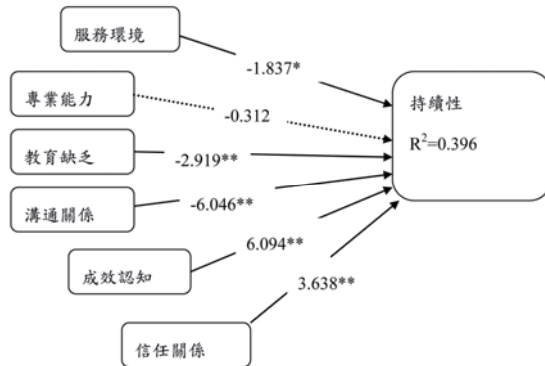 服務環境
-1.837*
專業能力
-0.312
教育缺乏
-2.919**
溝通關係
-6.046**
成效認知
6.094**
信任關係
3.638**
持續性
R²=0.396